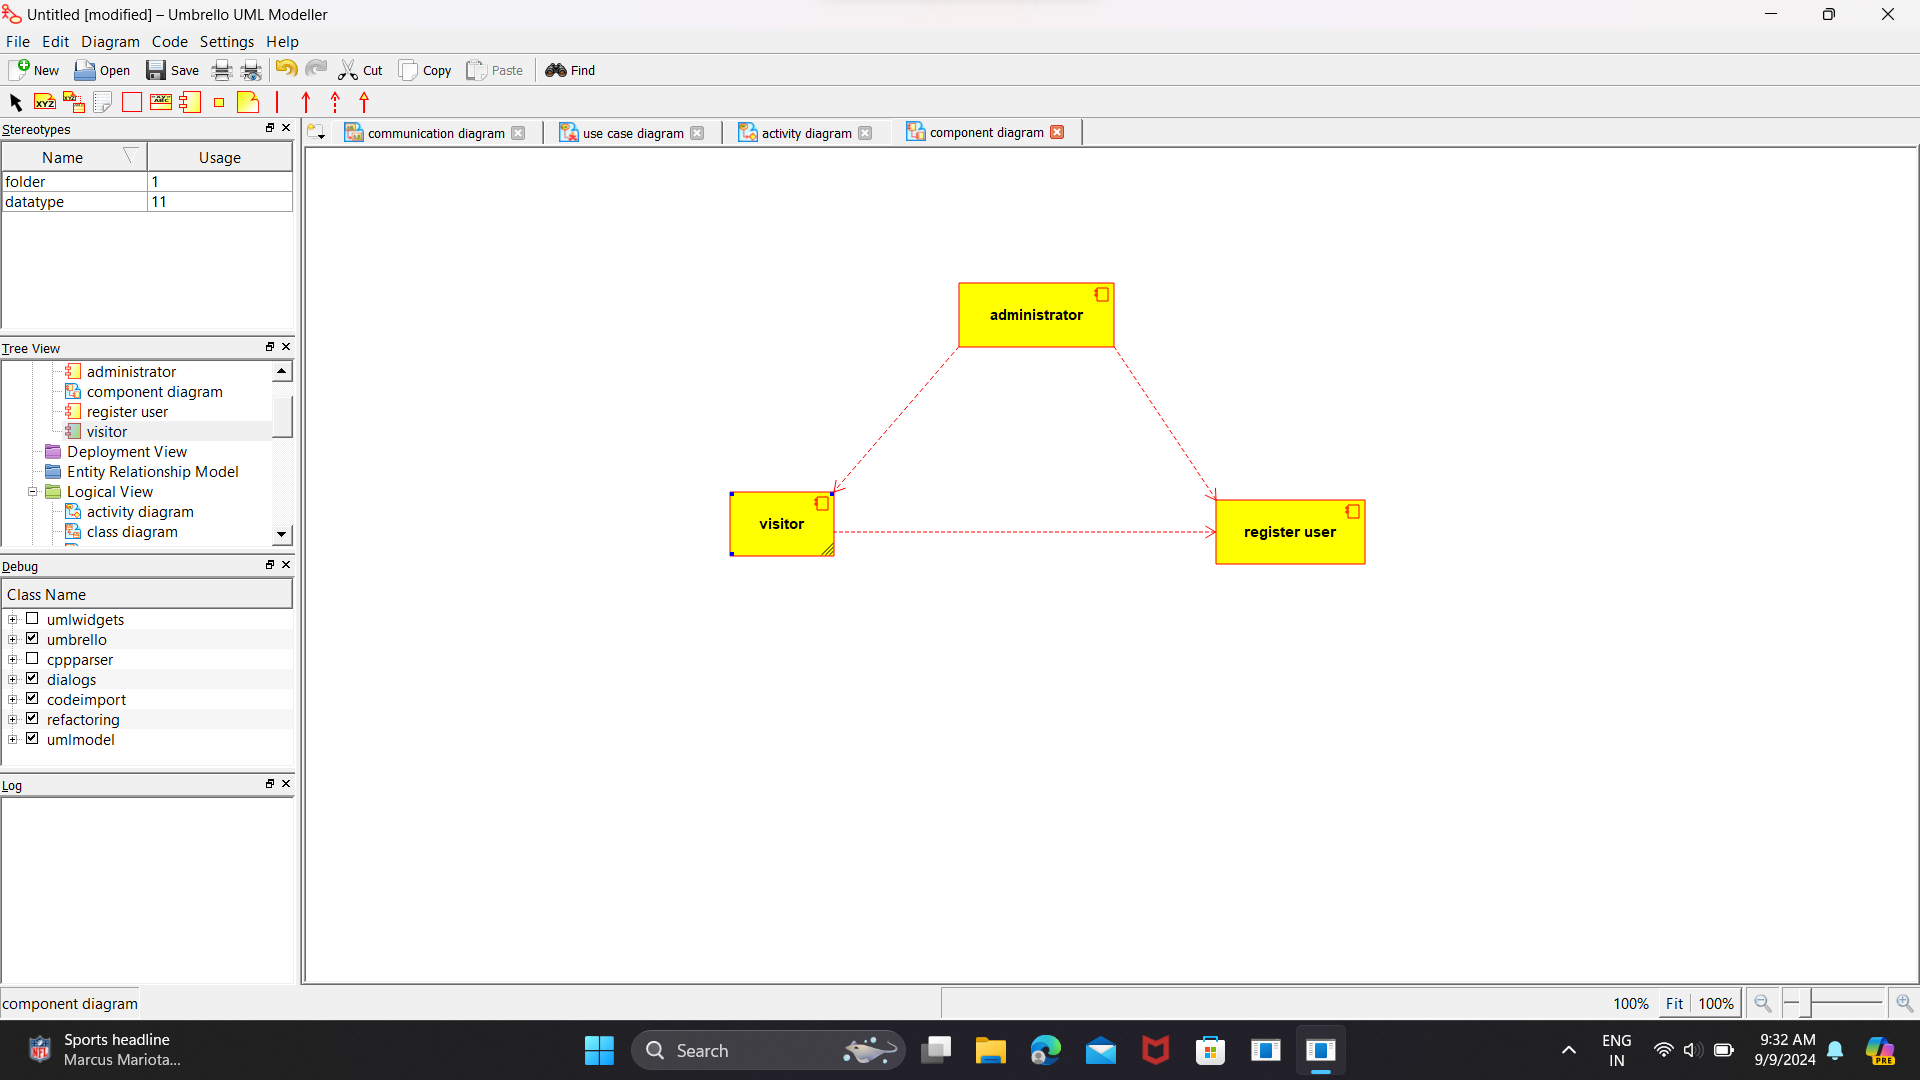 Untitled [modified] – Umbrello UML Modeller
File Edit Diagram Code Settings Help
New Open Save Cut Copy Paste Find
XYZ
Stereotypes
communication diagram use case diagram activity diagram component diagram
Name Usage
folder 1
datatype 11
administrator
Tree View
administrator
component diagram
register user
visitor
Deployment View
Entity Relationship Model
Logical View
activity diagram
class diagram
visitor
register user
Debug
Class Name
umlwidgets
umbrello
cppparser
dialogs
codeimport
refactoring
umlmodel
Log
component diagram
100% Fit 100%
Sports headline
Marcus Mariota...
Search
ENG
IN
9:32 AM
9/9/2024
PRE